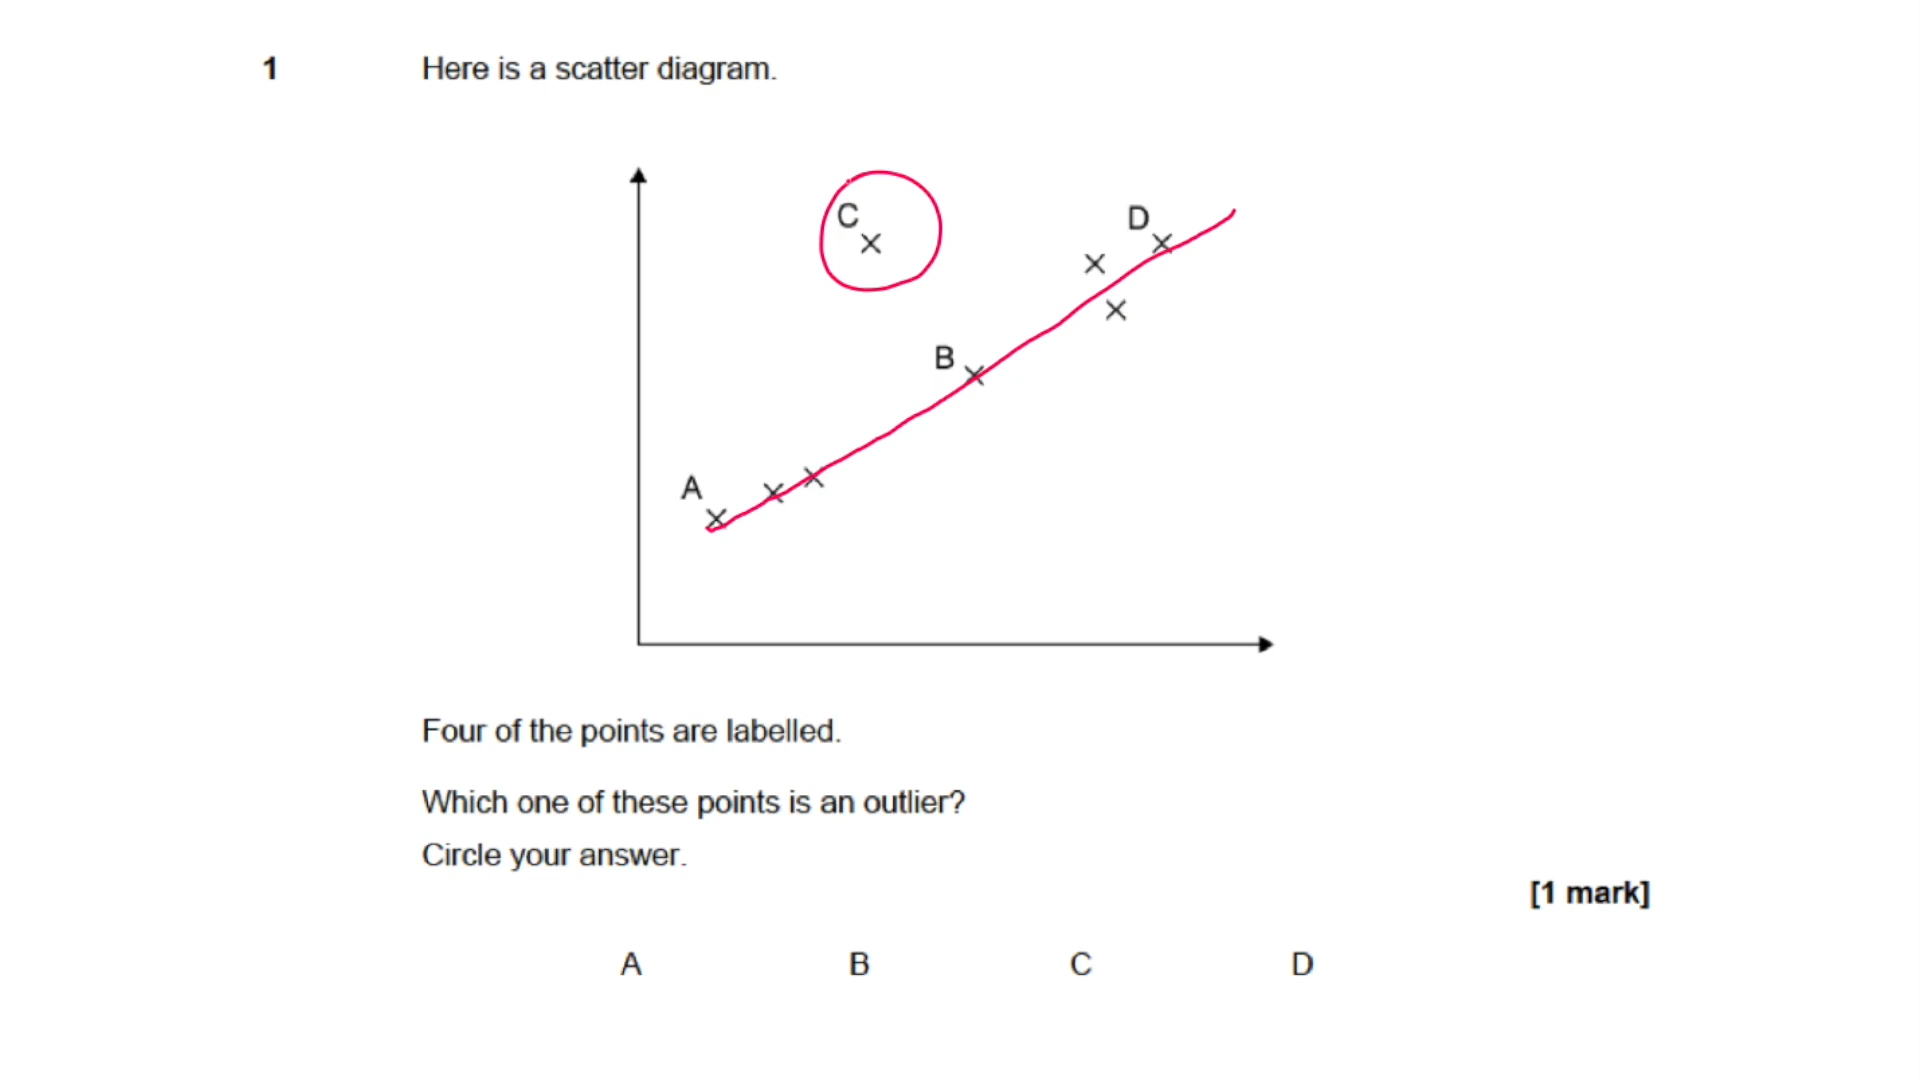 1 Here is a scatter diagram.
C
D
B
A
Four of the points are labelled.
Which one of these points is an outlier?
Circle your answer.
[1 mark]
A B C D